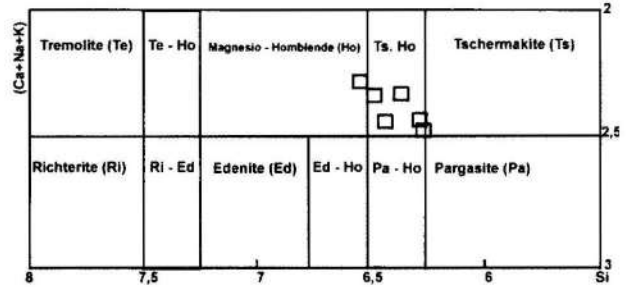 (Ca+Na+K)
2
Tremolite (Te) Te - Ho Magnesio - Hornblende (Ho) Ts. Ho Tschermakite (Ts)
2,5
Richterite (Ri) Ri - Ed Edenite (Ed) Ed - Ho Pa - Ho Pargasite (Pa)
3
8 7,5 7 6,5 6 Si